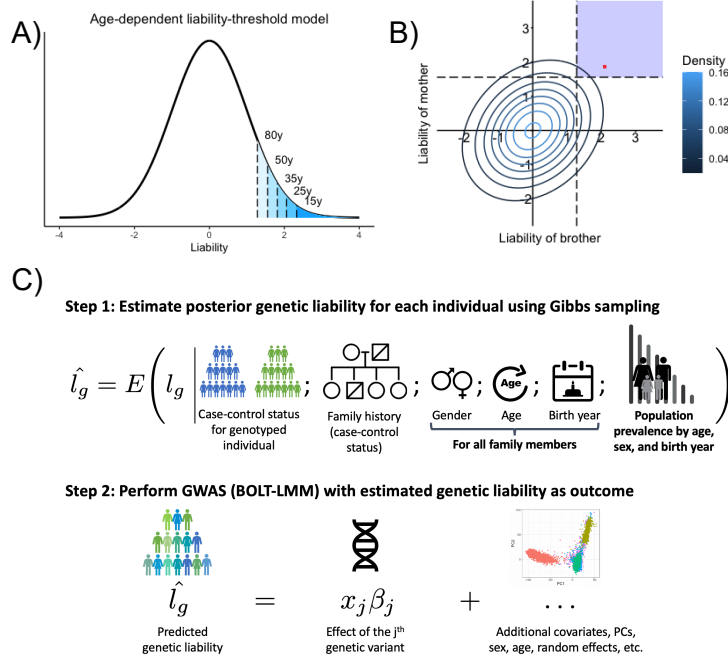 A)
Age-dependent liability-threshold model
80y
50y
35y
25y
15y
-4
-2
0
2
4
Liability
B)
3
2
1
-2
-1
1
2
3
-1
-2
Liability of mother
Liability of brother
Density
0.16
0.12
0.08
0.04
C)
Step 1: Estimate posterior genetic liability for each individual using Gibbs sampling
l̂g = E ( lg | ; ; ; ; ; )
Age
Case-control status
for genotyped
individual
Family history
(case-control
status)
Gender
Age
Birth year
For all family members
Population
prevalence by age,
sex, and birth year
Step 2: Perform GWAS (BOLT-LMM) with estimated genetic liability as outcome
PC2
PC1
l̂g = xjβj + ...
Predicted
genetic liability
Effect of the jth
genetic variant
Additional covariates, PCs,
sex, age, random effects, etc.